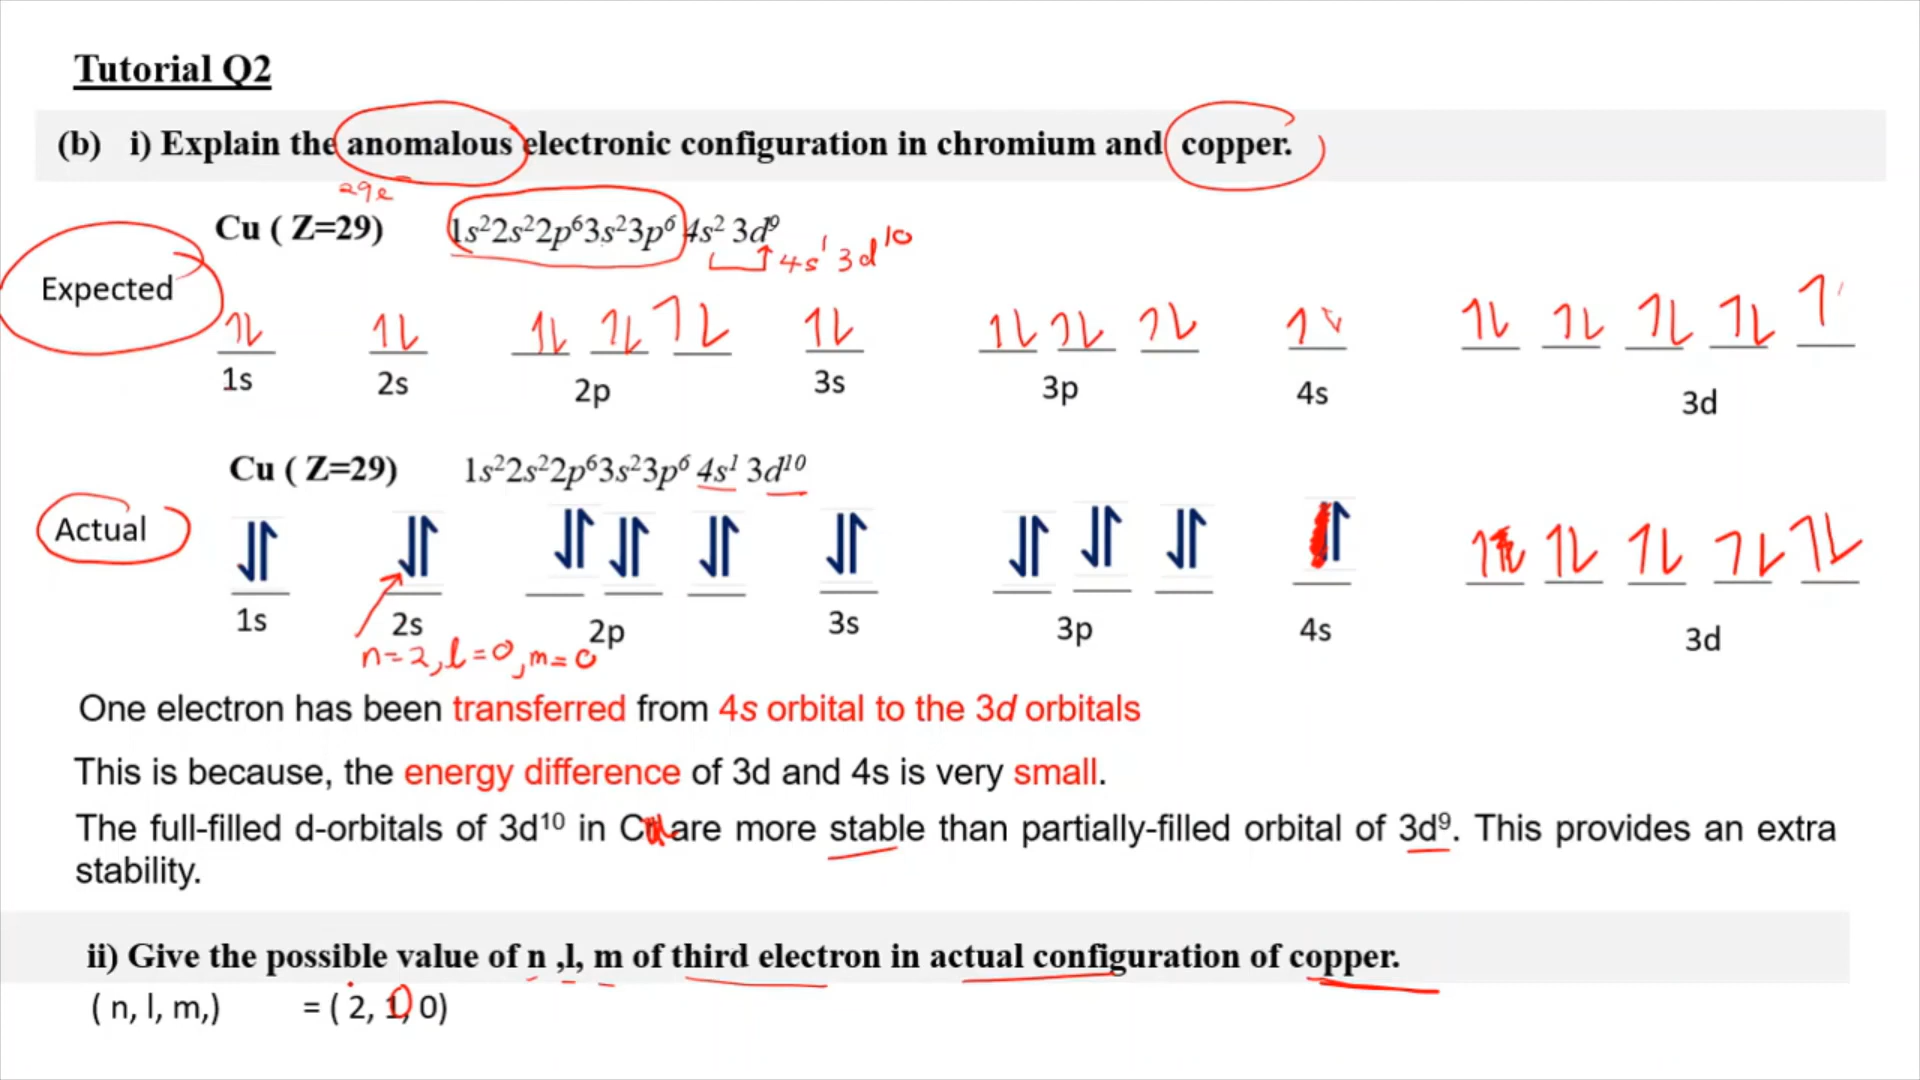 Tutorial Q2
(b) i) Explain the anomalous electronic configuration in chromium and copper.
29e⁻
Cu ( Z=29) 1s²2s²2p⁶3s²3p⁶ 4s² 3d⁹
4s¹ 3d¹⁰
Expected
1s 2s 2p 3s 3p 4s 3d
Cu ( Z=29) 1s²2s²2p⁶3s²3p⁶ 4s¹ 3d¹⁰
Actual
1s 2s 2p 3s 3p 4s 3d
n=2, l=0, m=0
One electron has been transferred from 4s orbital to the 3d orbitals
This is because, the energy difference of 3d and 4s is very small.
The full-filled d-orbitals of 3d¹⁰ in Cu are more stable than partially-filled orbital of 3d⁹. This provides an extra
stability.
ii) Give the possible value of n ,l, m of third electron in actual configuration of copper.
( n, l, m,) = ( 2, 0, 0)